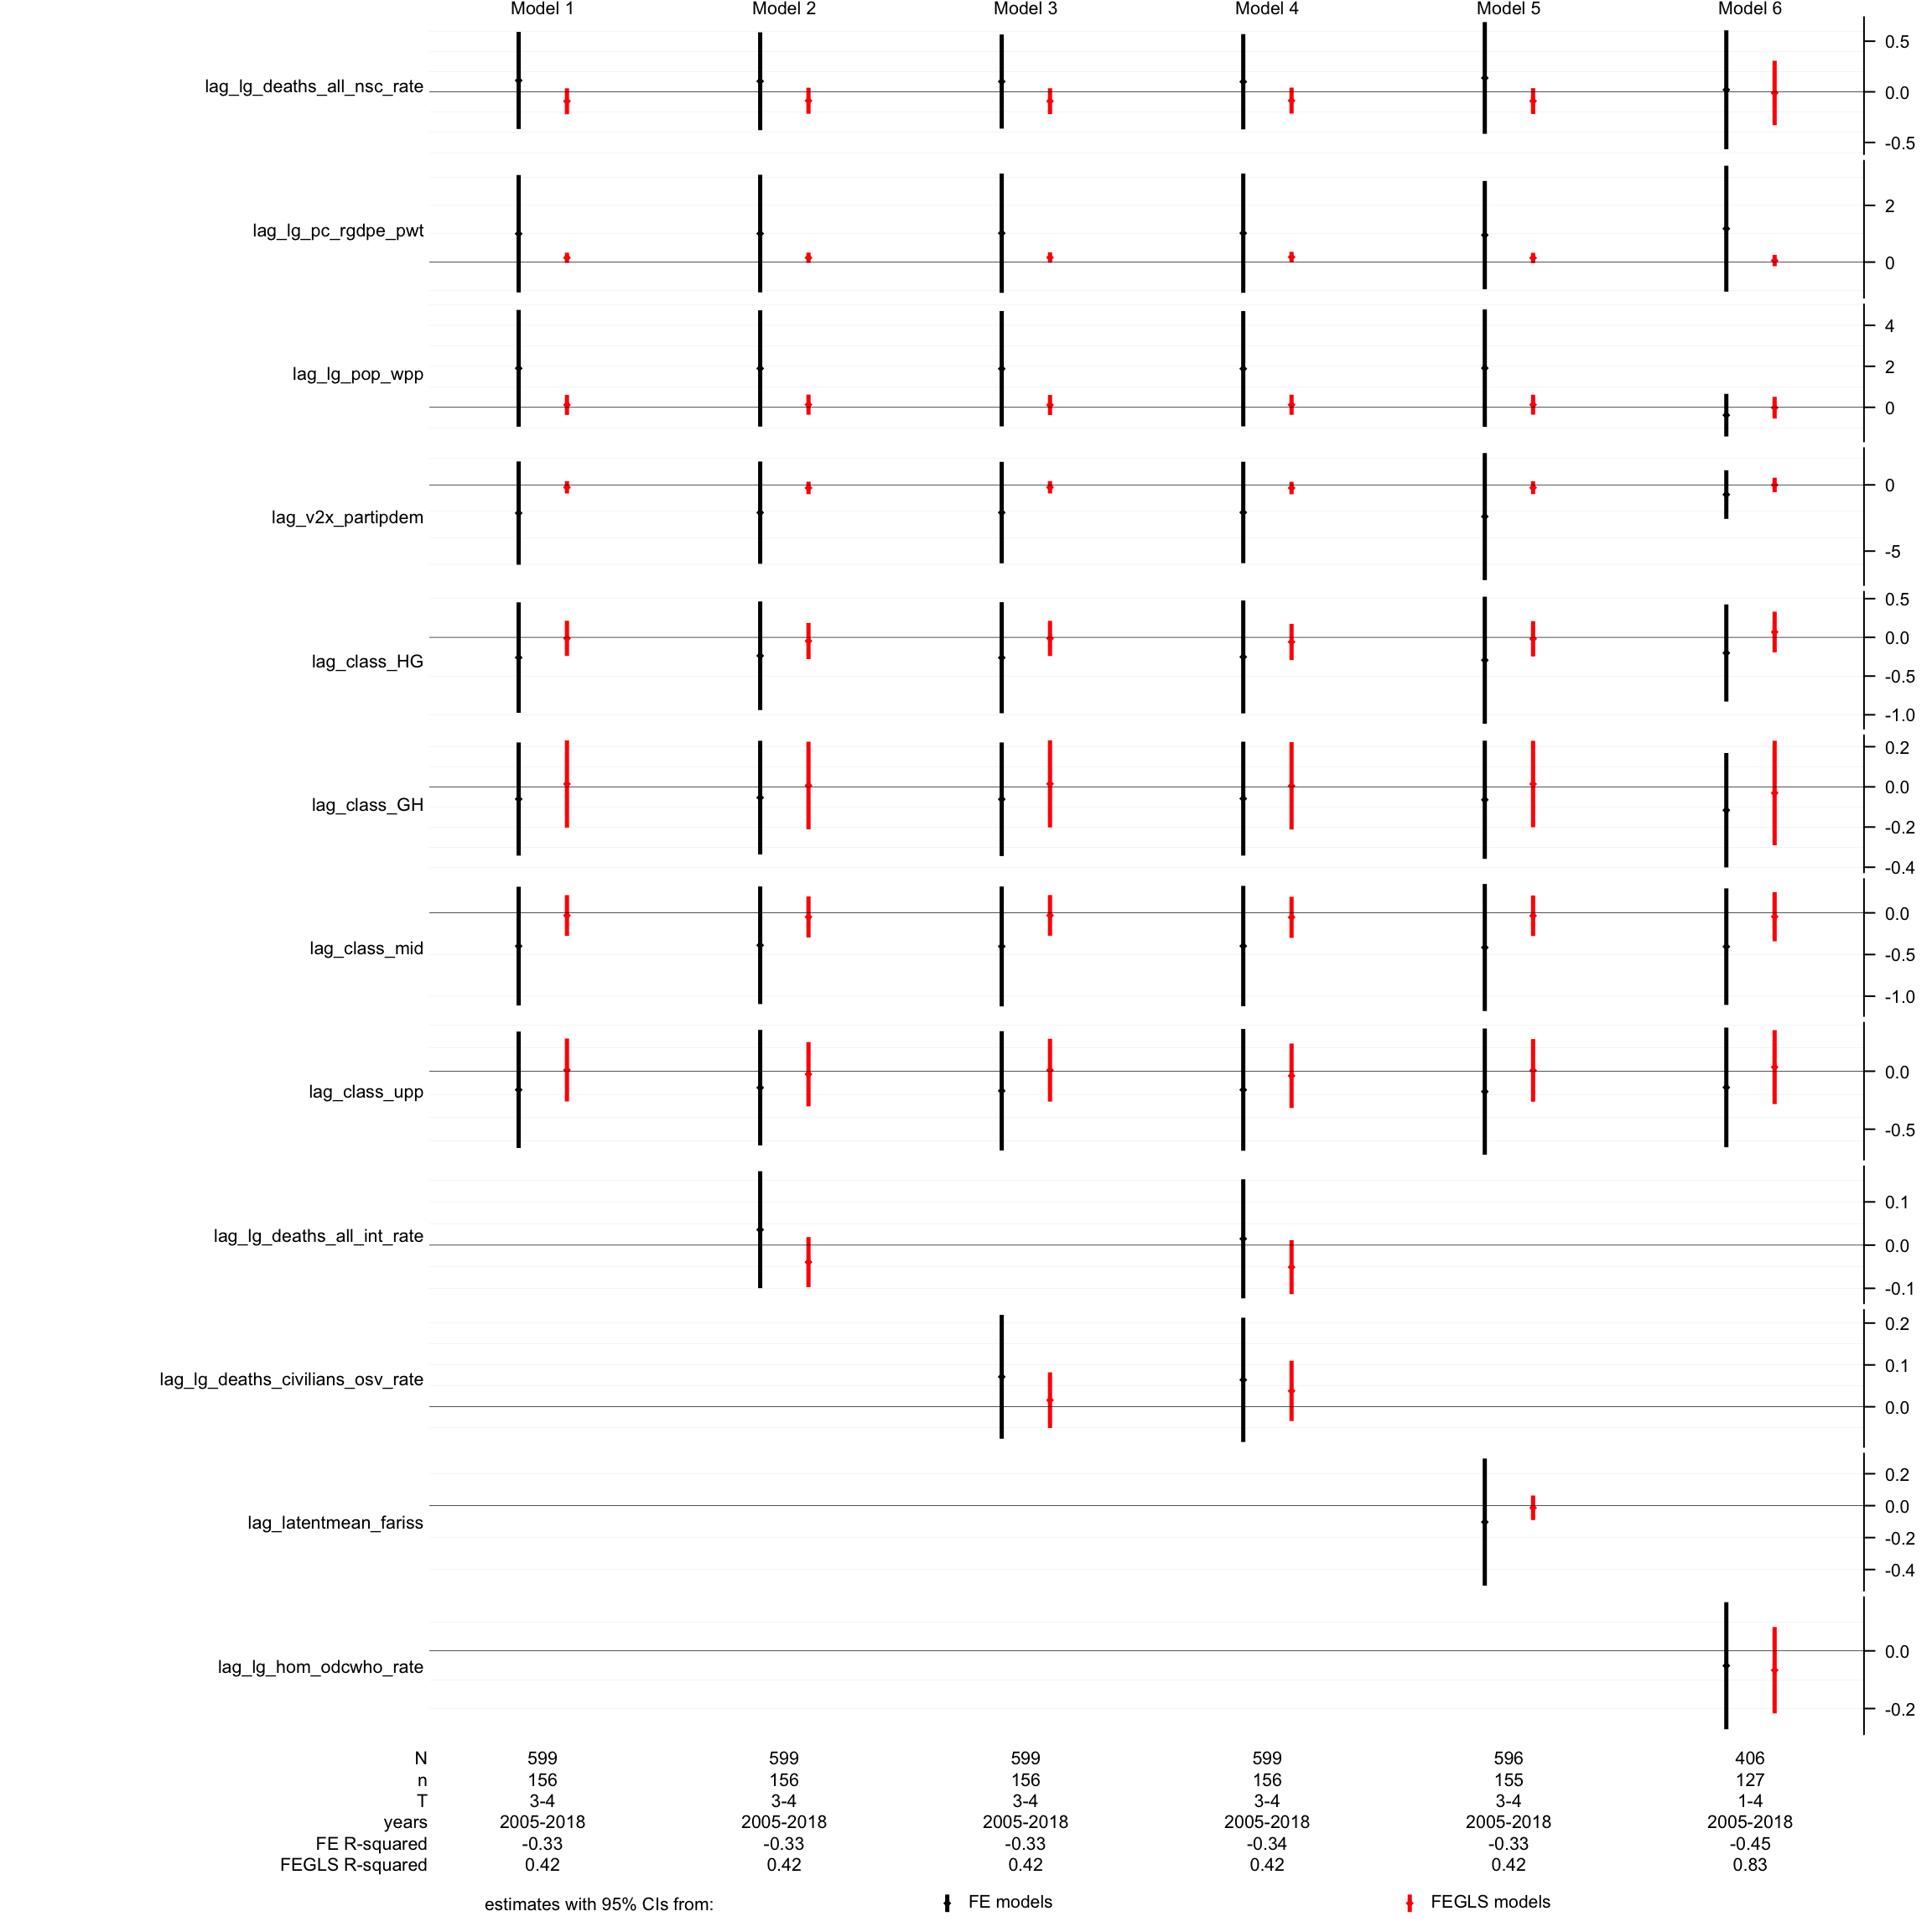 Model 1 Model 2 Model 3 Model 4 Model 5 Model 6
lag_lg_deaths_all_nsc_rate
0.5
0.0
-0.5
lag_lg_pc_rgdpe_pwt
2
0
lag_lg_pop_wpp
4
2
0
lag_v2x_partipdem
0
-5
lag_class_HG
0.5
0.0
-0.5
-1.0
lag_class_GH
0.2
0.0
-0.2
-0.4
lag_class_mid
0.0
-0.5
-1.0
lag_class_upp
0.0
-0.5
lag_lg_deaths_all_int_rate
0.1
0.0
-0.1
lag_lg_deaths_civilians_osv_rate
0.2
0.1
0.0
lag_latentmean_fariss
0.2
0.0
-0.2
-0.4
lag_lg_hom_odcwho_rate
0.0
-0.2
N 599 599 599 599 596 406
n 156 156 156 156 155 127
T 3-4 3-4 3-4 3-4 3-4 1-4
years 2005-2018 2005-2018 2005-2018 2005-2018 2005-2018 2005-2018
FE R-squared -0.33 -0.33 -0.33 -0.34 -0.33 -0.45
FEGLS R-squared 0.42 0.42 0.42 0.42 0.42 0.83
estimates with 95% CIs from: FE models FEGLS models